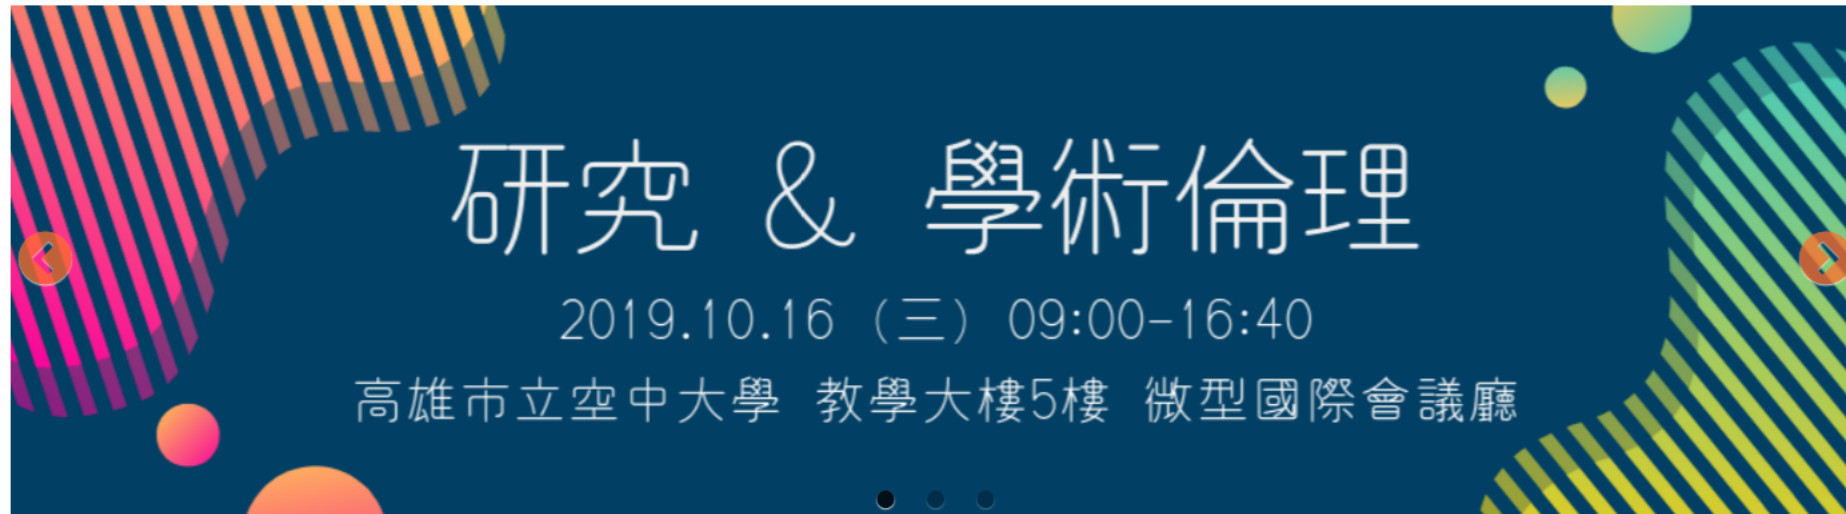 研究 & 學術倫理
2019.10.16 (三) 09:00-16:40
高雄市立空中大學 教學大樓5樓 微型國際會議廳